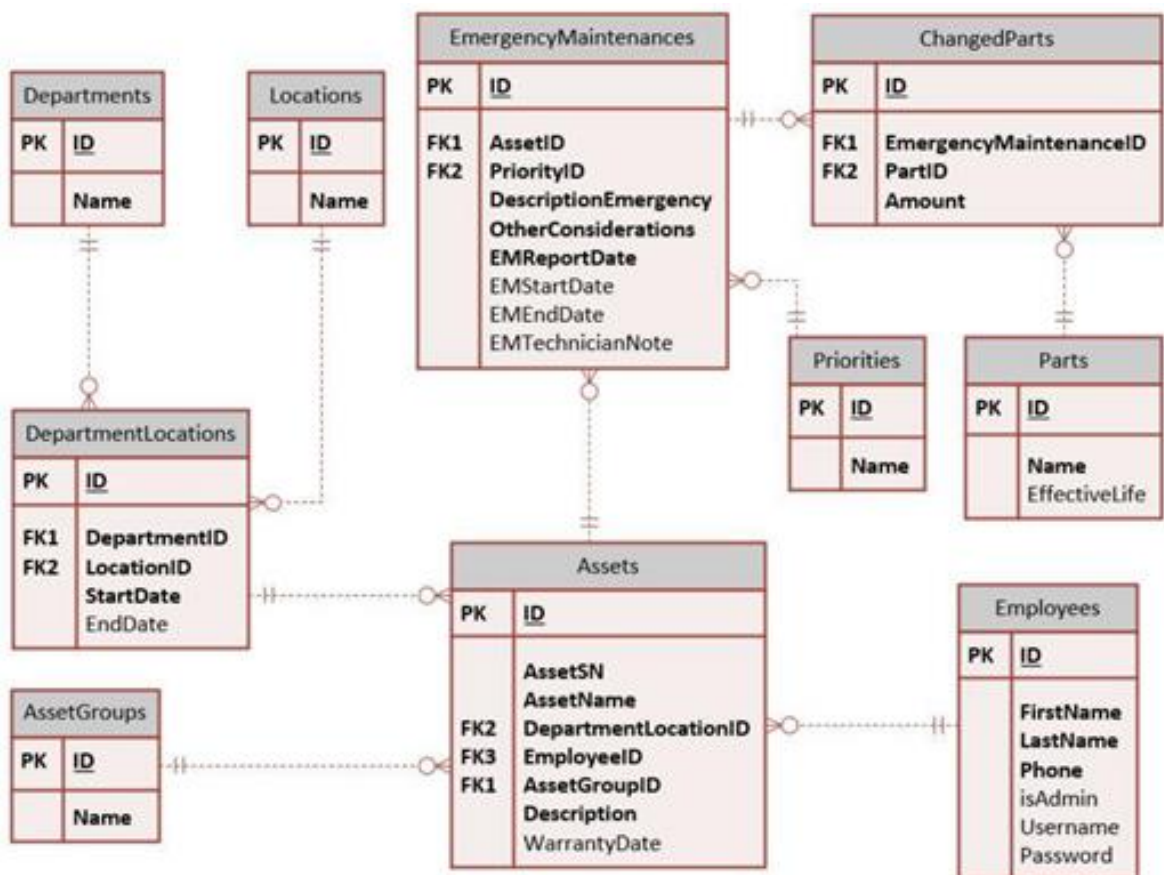 EmergencyMaintenances
PK ID
FK1 AssetID
FK2 PriorityID
DescriptionEmergency
OtherConsiderations
EMReportDate
EMStartDate
EMEndDate
EMTechnicianNote
ChangedParts
PK ID
FK1 EmergencyMaintenanceID
FK2 PartID
Amount
Departments
PK ID
Name
Locations
PK ID
Name
Priorities
PK ID
Name
Parts
PK ID
Name
EffectiveLife
DepartmentLocations
PK ID
FK1 DepartmentID
FK2 LocationID
StartDate
EndDate
Assets
PK ID
AssetSN
AssetName
FK2 DepartmentLocationID
FK3 EmployeeID
FK1 AssetGroupID
Description
WarrantyDate
Employees
PK ID
FirstName
LastName
Phone
isAdmin
Username
Password
AssetGroups
PK ID
Name